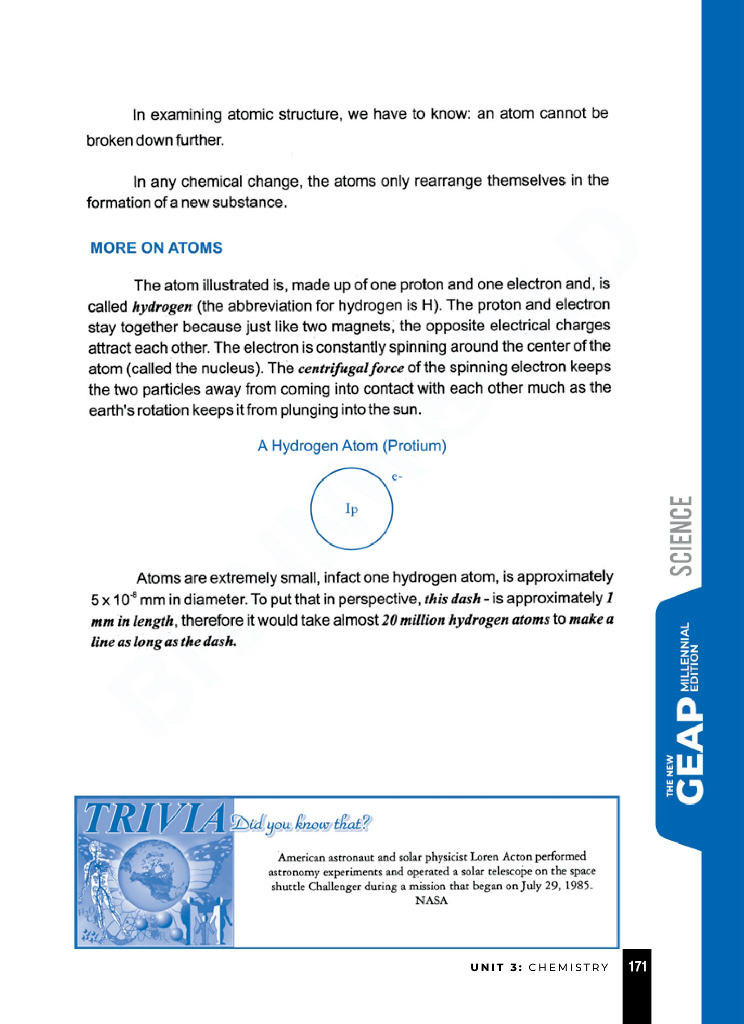 In examining atomic structure, we have to know: an atom cannot be
broken down further.
In any chemical change, the atoms only rearrange themselves in the
formation of a new substance.
MORE ON ATOMS
The atom illustrated is, made up of one proton and one electron and, is
called hydrogen (the abbreviation for hydrogen is H). The proton and electron
stay together because just like two magnets, the opposite electrical charges
attract each other. The electron is constantly spinning around the center of the
atom (called the nucleus). The centrifugal force of the spinning electron keeps
the two particles away from coming into contact with each other much as the
earth's rotation keeps it from plunging into the sun.
A Hydrogen Atom (Protium)
e-
Ip
Atoms are extremely small, infact one hydrogen atom, is approximately
5 x 10⁻⁸ mm in diameter. To put that in perspective, this dash - is approximately 1
mm in length, therefore it would take almost 20 million hydrogen atoms to make a
line as long as the dash.
SCIENCE
THE NEW
GEAP
MILLENNIAL
EDITION
TRIVIA Did you know that?
American astronaut and solar physicist Loren Acton performed
astronomy experiments and operated a solar telescope on the space
shuttle Challenger during a mission that began on July 29, 1985.
NASA
UNIT 3: CHEMISTRY 171